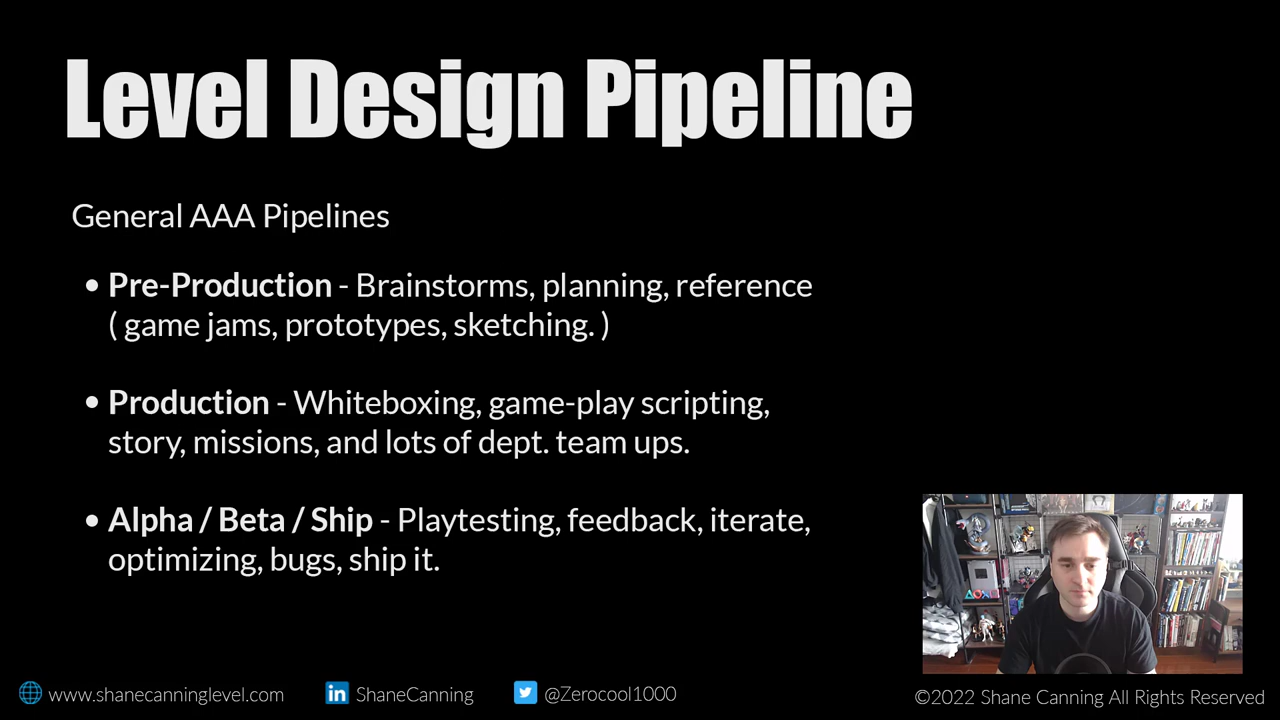 Level Design Pipeline
General AAA Pipelines
• Pre-Production - Brainstorms, planning, reference
( game jams, prototypes, sketching. )
• Production - Whiteboxing, game-play scripting,
story, missions, and lots of dept. team ups.
• Alpha / Beta / Ship - Playtesting, feedback, iterate,
optimizing, bugs, ship it.
www.shanecanninglevel.com
in ShaneCanning
@Zerocool1000
©2022 Shane Canning All Rights Reserved